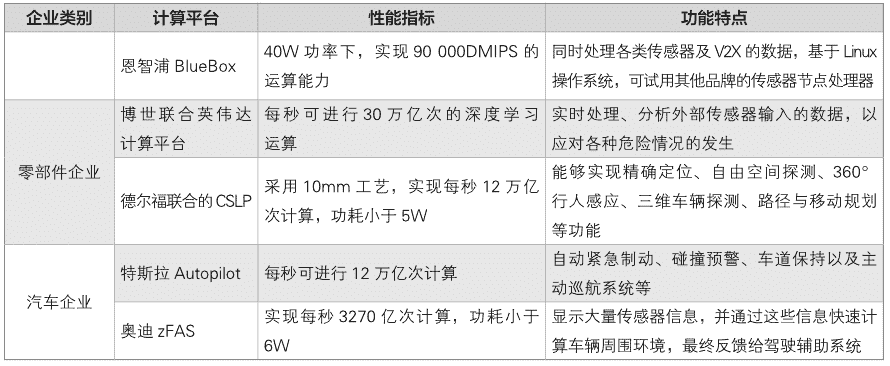 企业类别 计算平台 性能指标 功能特点
恩智浦 BlueBox
40W 功率下，实现 90 000DMIPS 的
运算能力
同时处理各类传感器及 V2X 的数据，基于 Linux
操作系统，可试用其他品牌的传感器节点处理器
零部件企业
博世联合英伟达
计算平台
每秒可进行 30 万亿次的深度学习
运算
实时处理、分析外部传感器输入的数据，以
应对各种危险情况的发生
德尔福联合的 CSLP
采用 10mm 工艺，实现每秒 12 万亿
次计算，功耗小于 5W
能够实现精确定位、自由空间探测、360°
行人感应、三维车辆探测、路径与移动规划
等功能
汽车企业
特斯拉 Autopilot
每秒可进行 12 万亿次计算
自动紧急制动、碰撞预警、车道保持以及主
动巡航系统等
奥迪 zFAS
实现每秒 3270 亿次计算，功耗小于
6W
显示大量传感器信息，并通过这些信息快速计
算车辆周围环境，最终反馈给驾驶辅助系统